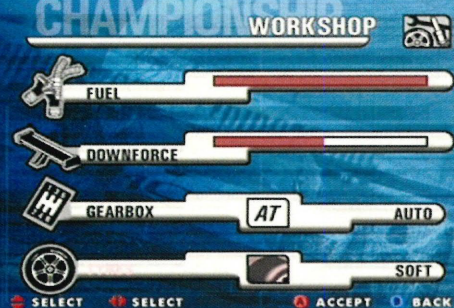 CHAMPIONSHIP
WORKSHOP
FUEL
DOWNFORCE
GEARBOX AT AUTO
SOFT
SELECT SELECT A ACCEPT B BACK